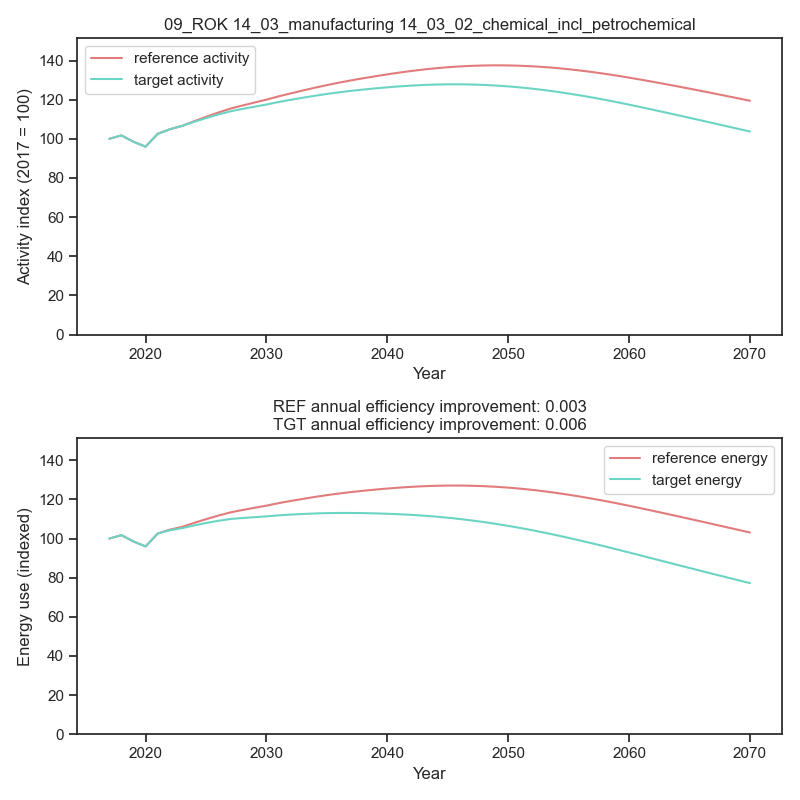 09_ROK 14_03_manufacturing 14_03_02_chemical_incl_petrochemical
reference activity
target activity
Activity index (2017 = 100)
140
120
100
80
60
40
20
0
2020 2030 2040 2050 2060 2070
Year
REF annual efficiency improvement: 0.003
TGT annual efficiency improvement: 0.006
reference energy
target energy
Energy use (indexed)
140
120
100
80
60
40
20
0
2020 2030 2040 2050 2060 2070
Year